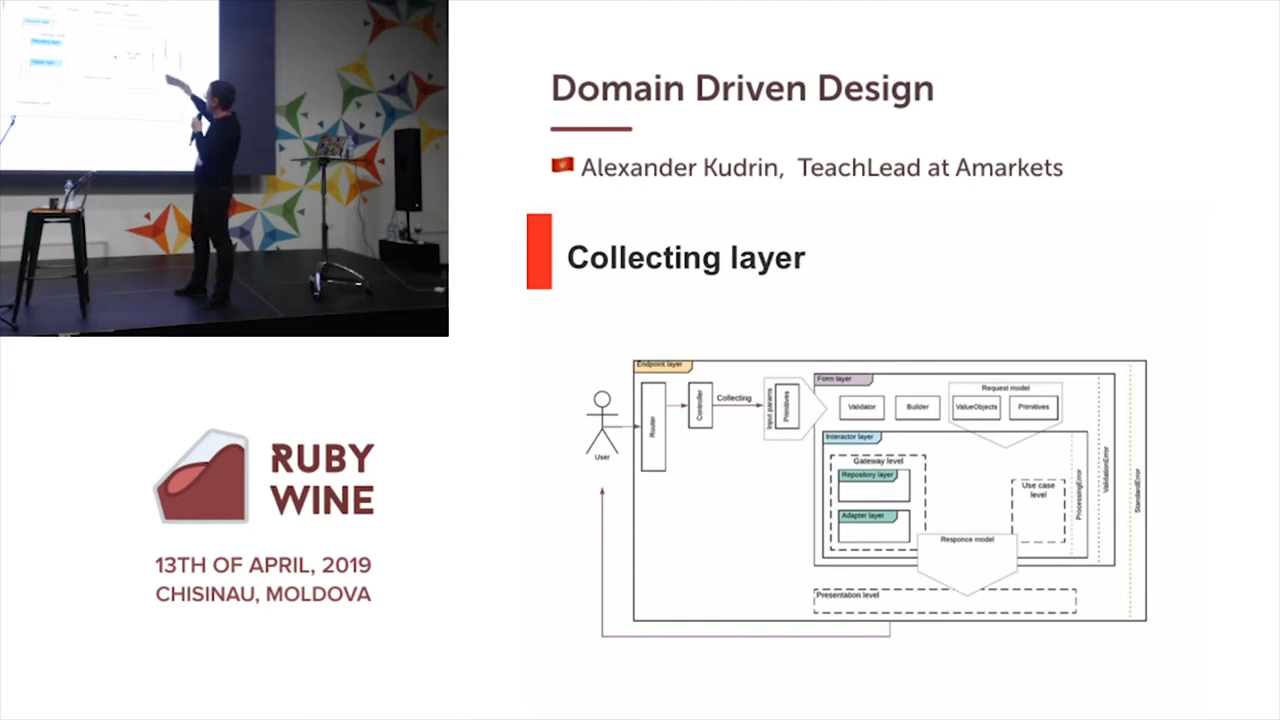 Domain Driven Design
Alexander Kudrin, TeachLead at Amarkets
Collecting layer
Endpoint layer
User
Router
Controller
Collecting
Input params
Primitives
Form layer
Validator
Builder
Request model
ValueObjects
Primitives
Interactor layer
Gateway level
Repository layer
Adapter layer
Use case
level
Responce model
ProcessingError
ValidationError
StandardError
Presentation level
RUBY
WINE
13TH OF APRIL, 2019
CHISINAU, MOLDOVA